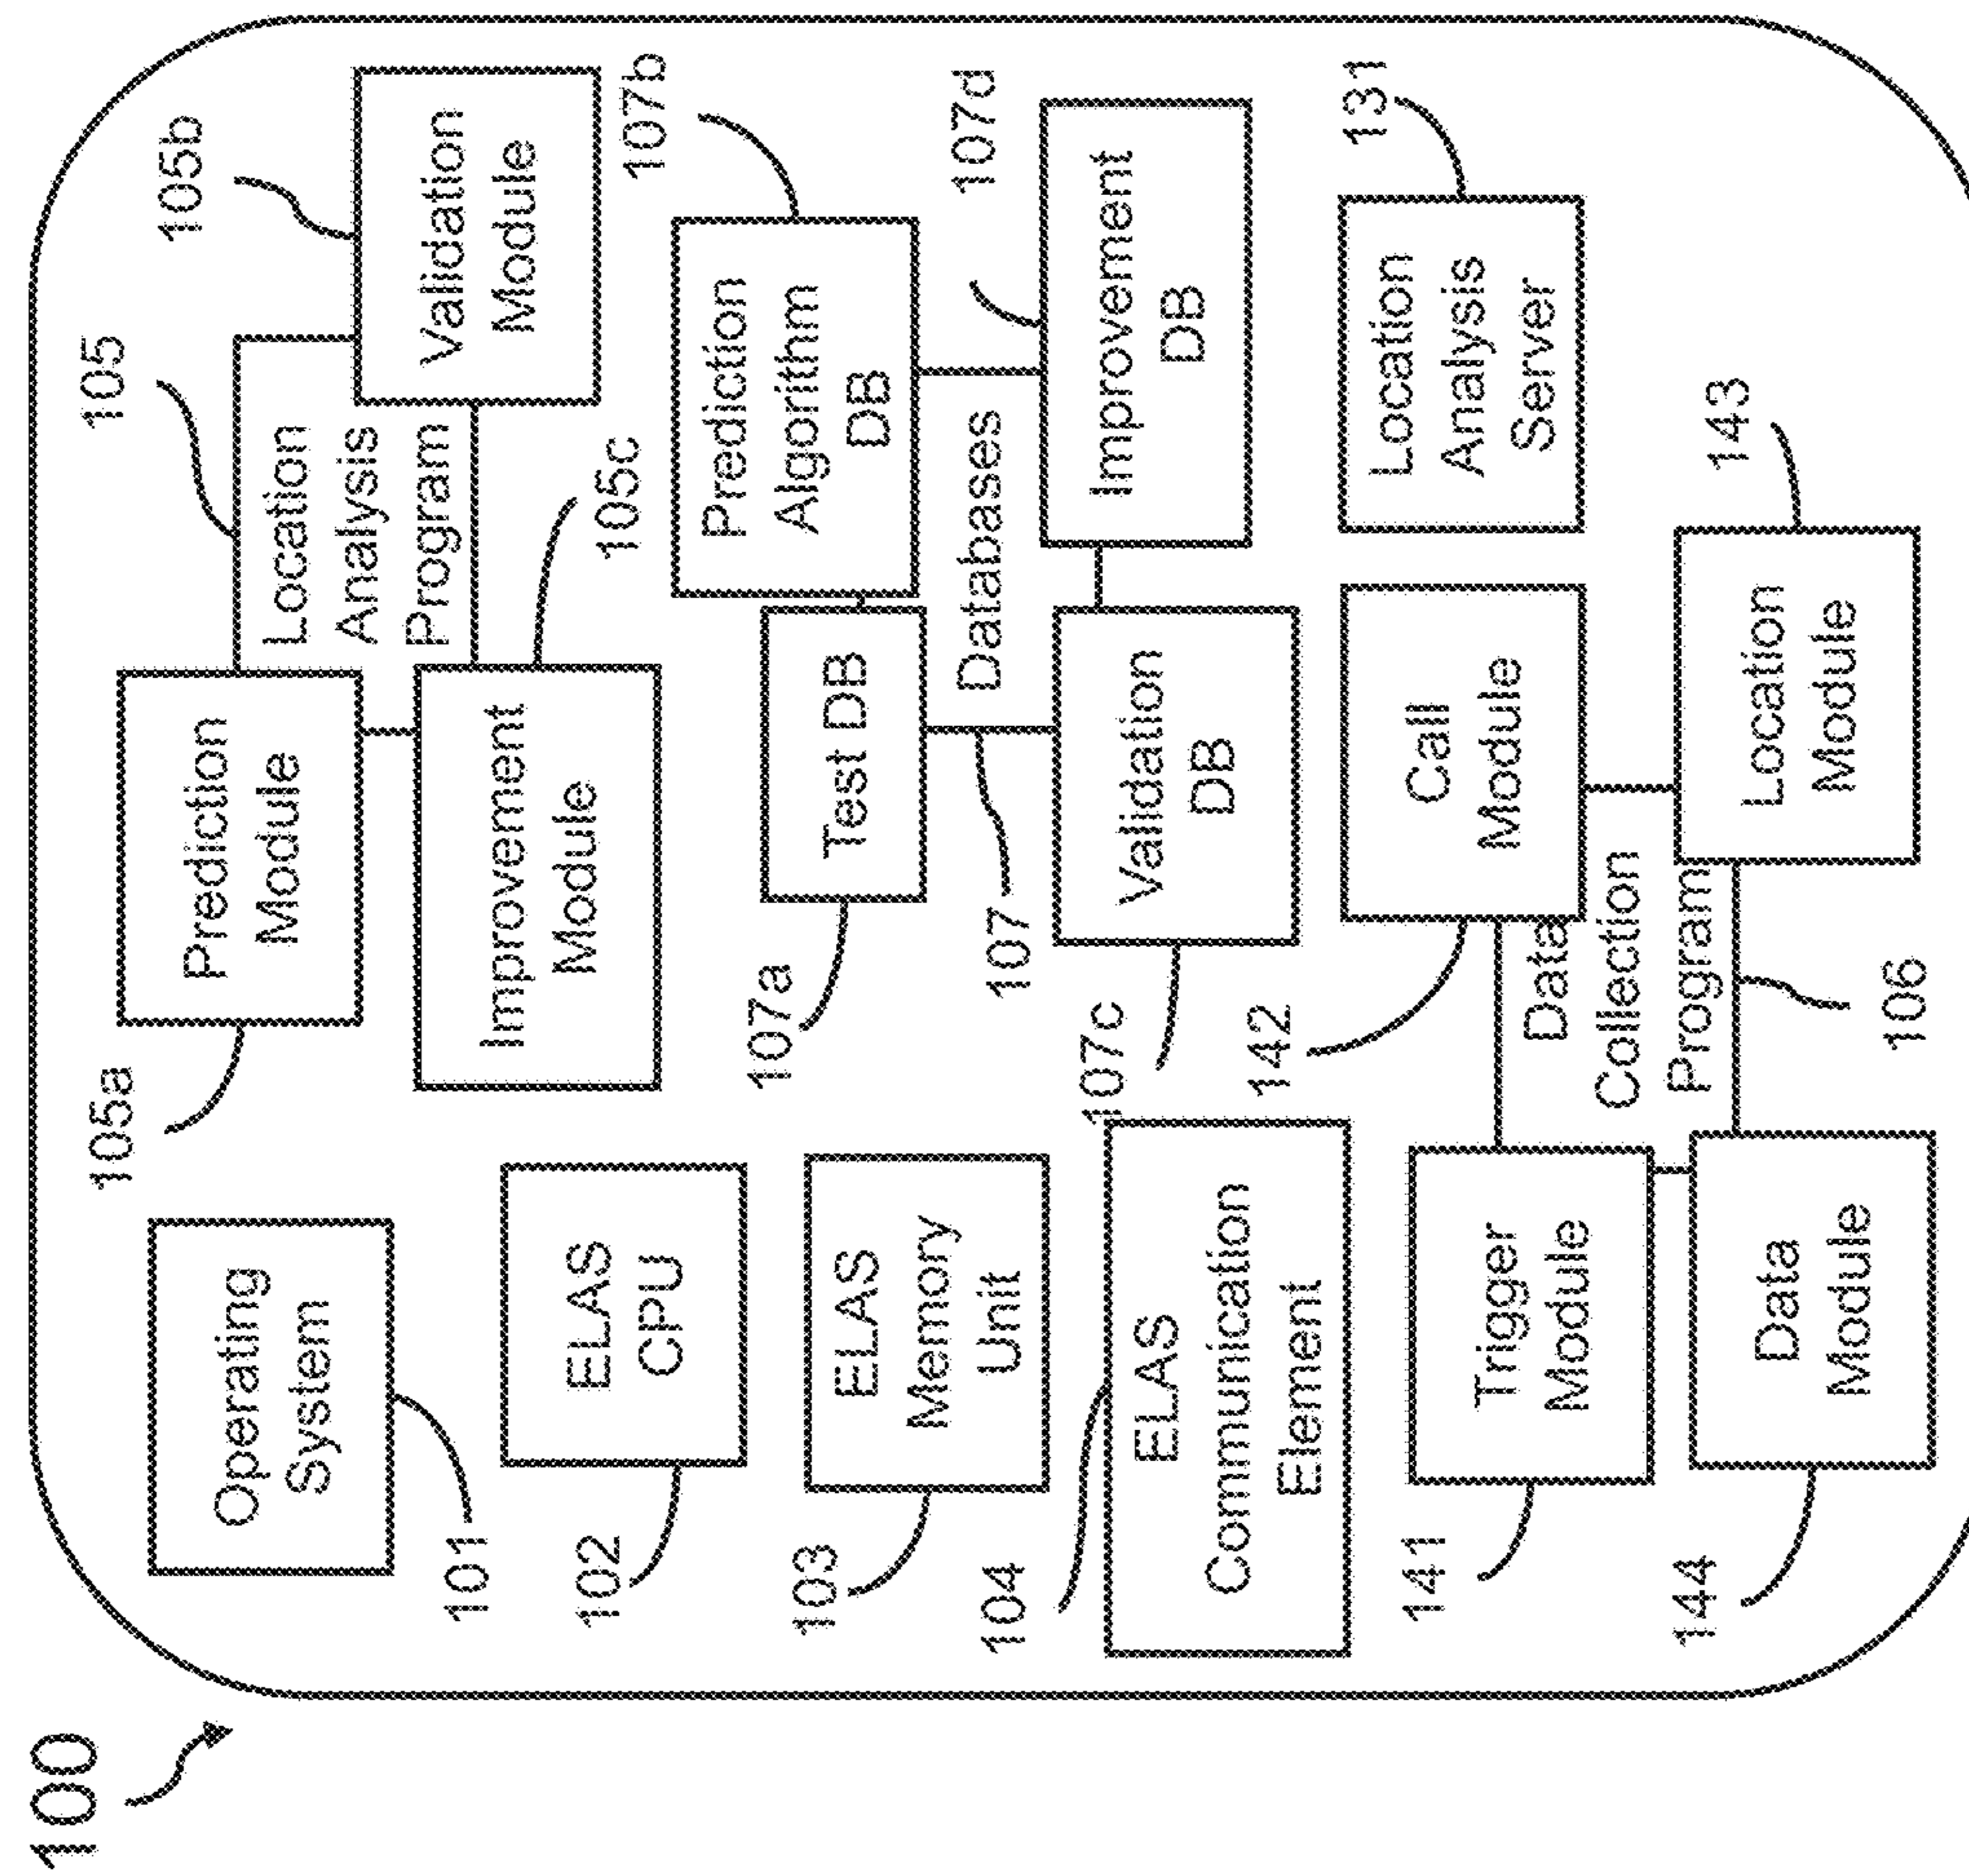 100
Operating
System
101
ELAS
CPU
102
ELAS
Memory
Unit
103
ELAS
Communication
Element
104
Prediction
Module
105a
Location
Analysis
Program
105
Validation
Module
105b
Improvement
Module
105c
Test DB
107a
Prediction
Algorithm
DB
107b
Databases
107
Validation
DB
107c
Improvement
DB
107d
Trigger
Module
141
Call
Module
142
Data
Collection
Program
106
Data
Module
144
Location
Module
143
Location
Analysis
Server
131